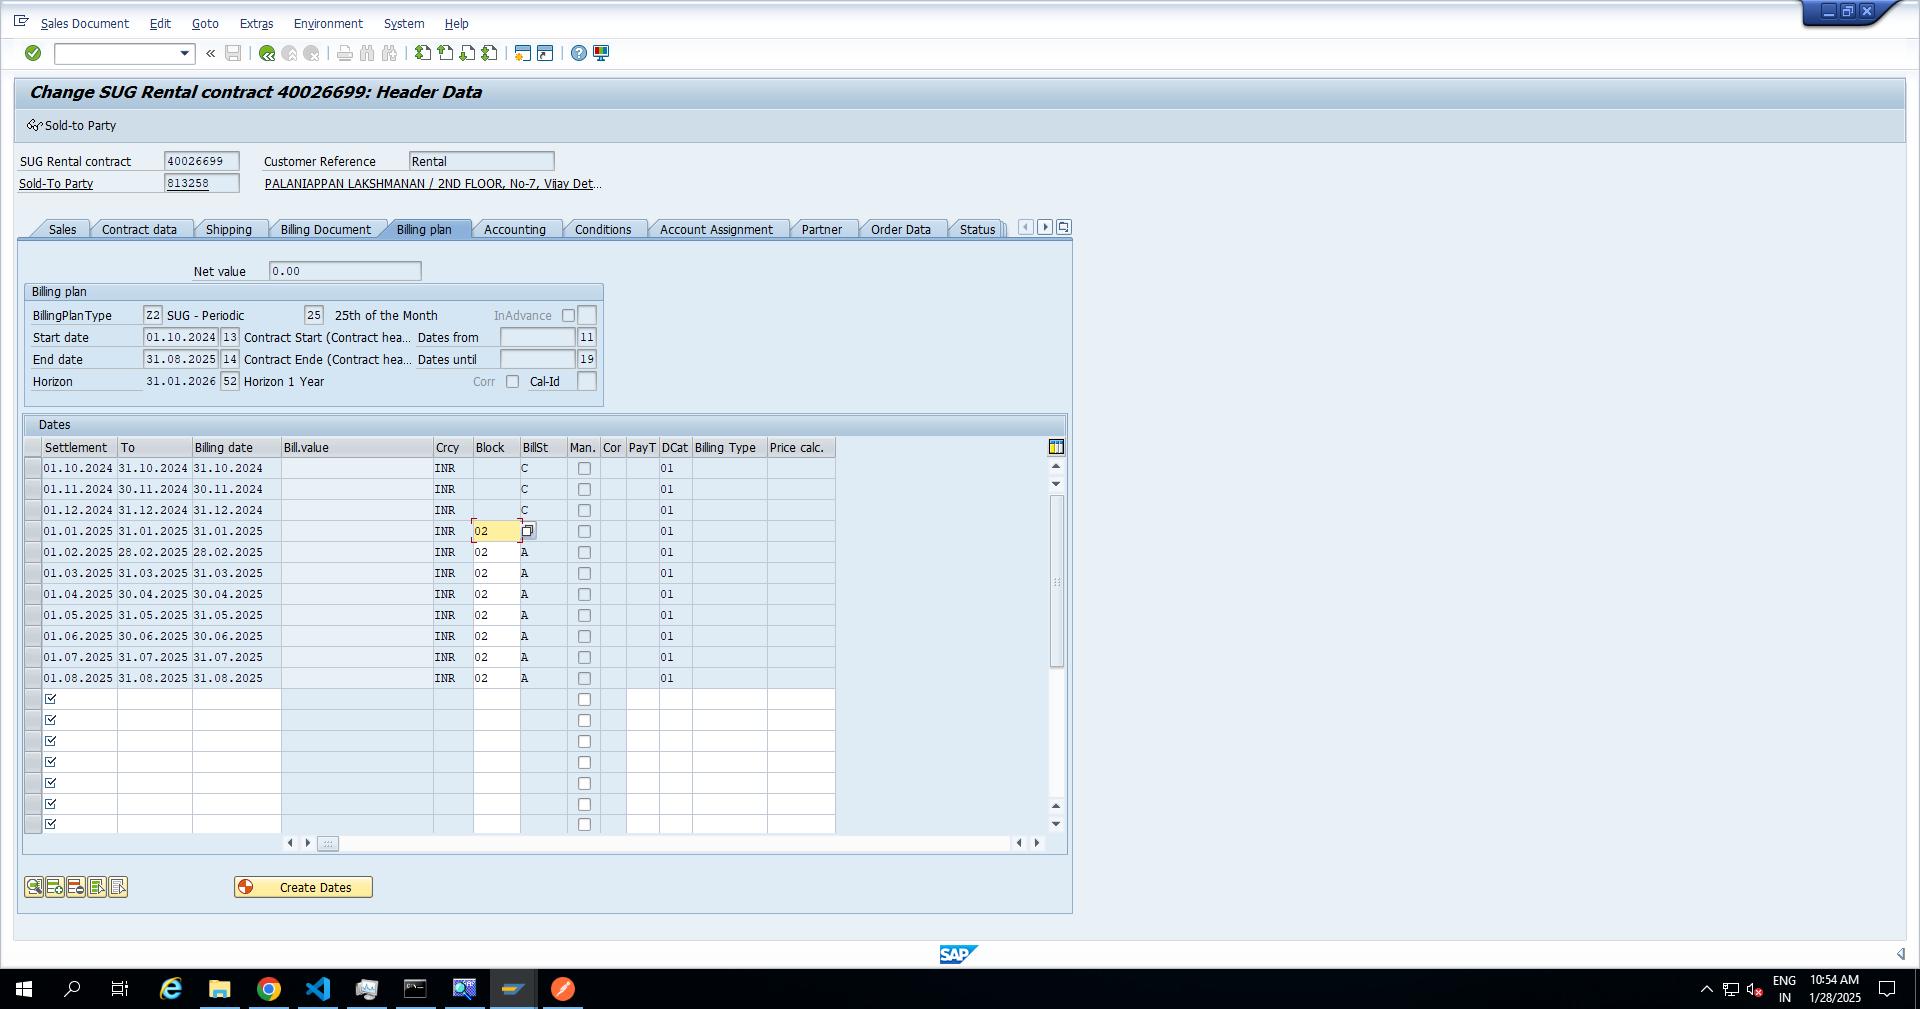 Sales Document Edit Goto Extras Environment System Help
Change SUG Rental contract 40026699: Header Data
Sold-to Party
SUG Rental contract 40026699 Customer Reference Rental
Sold-To Party 813258 PALANIAPPAN LAKSHMANAN / 2ND FLOOR, No-7, Vijay Det...
Sales Contract data Shipping Billing Document Billing plan Accounting Conditions Account Assignment Partner Order Data Status
Net value 0.00
Billing plan
BillingPlanType Z2 SUG - Periodic 25 25th of the Month InAdvance
Start date 01.10.2024 13 Contract Start (Contract hea... Dates from 11
End date 31.08.2025 14 Contract Ende (Contract hea... Dates until 19
Horizon 31.01.2026 52 Horizon 1 Year Corr Cal-Id
Dates
Settlement To Billing date Bill.value Crcy Block BillSt Man. Cor PayT DCat Billing Type Price calc.
01.10.2024 31.10.2024 31.10.2024 INR C 01
01.11.2024 30.11.2024 30.11.2024 INR C 01
01.12.2024 31.12.2024 31.12.2024 INR C 01
01.01.2025 31.01.2025 31.01.2025 INR 02 01
01.02.2025 28.02.2025 28.02.2025 INR 02 A 01
01.03.2025 31.03.2025 31.03.2025 INR 02 A 01
01.04.2025 30.04.2025 30.04.2025 INR 02 A 01
01.05.2025 31.05.2025 31.05.2025 INR 02 A 01
01.06.2025 30.06.2025 30.06.2025 INR 02 A 01
01.07.2025 31.07.2025 31.07.2025 INR 02 A 01
01.08.2025 31.08.2025 31.08.2025 INR 02 A 01
Create Dates
SAP
ENG 10:54 AM
IN 1/28/2025